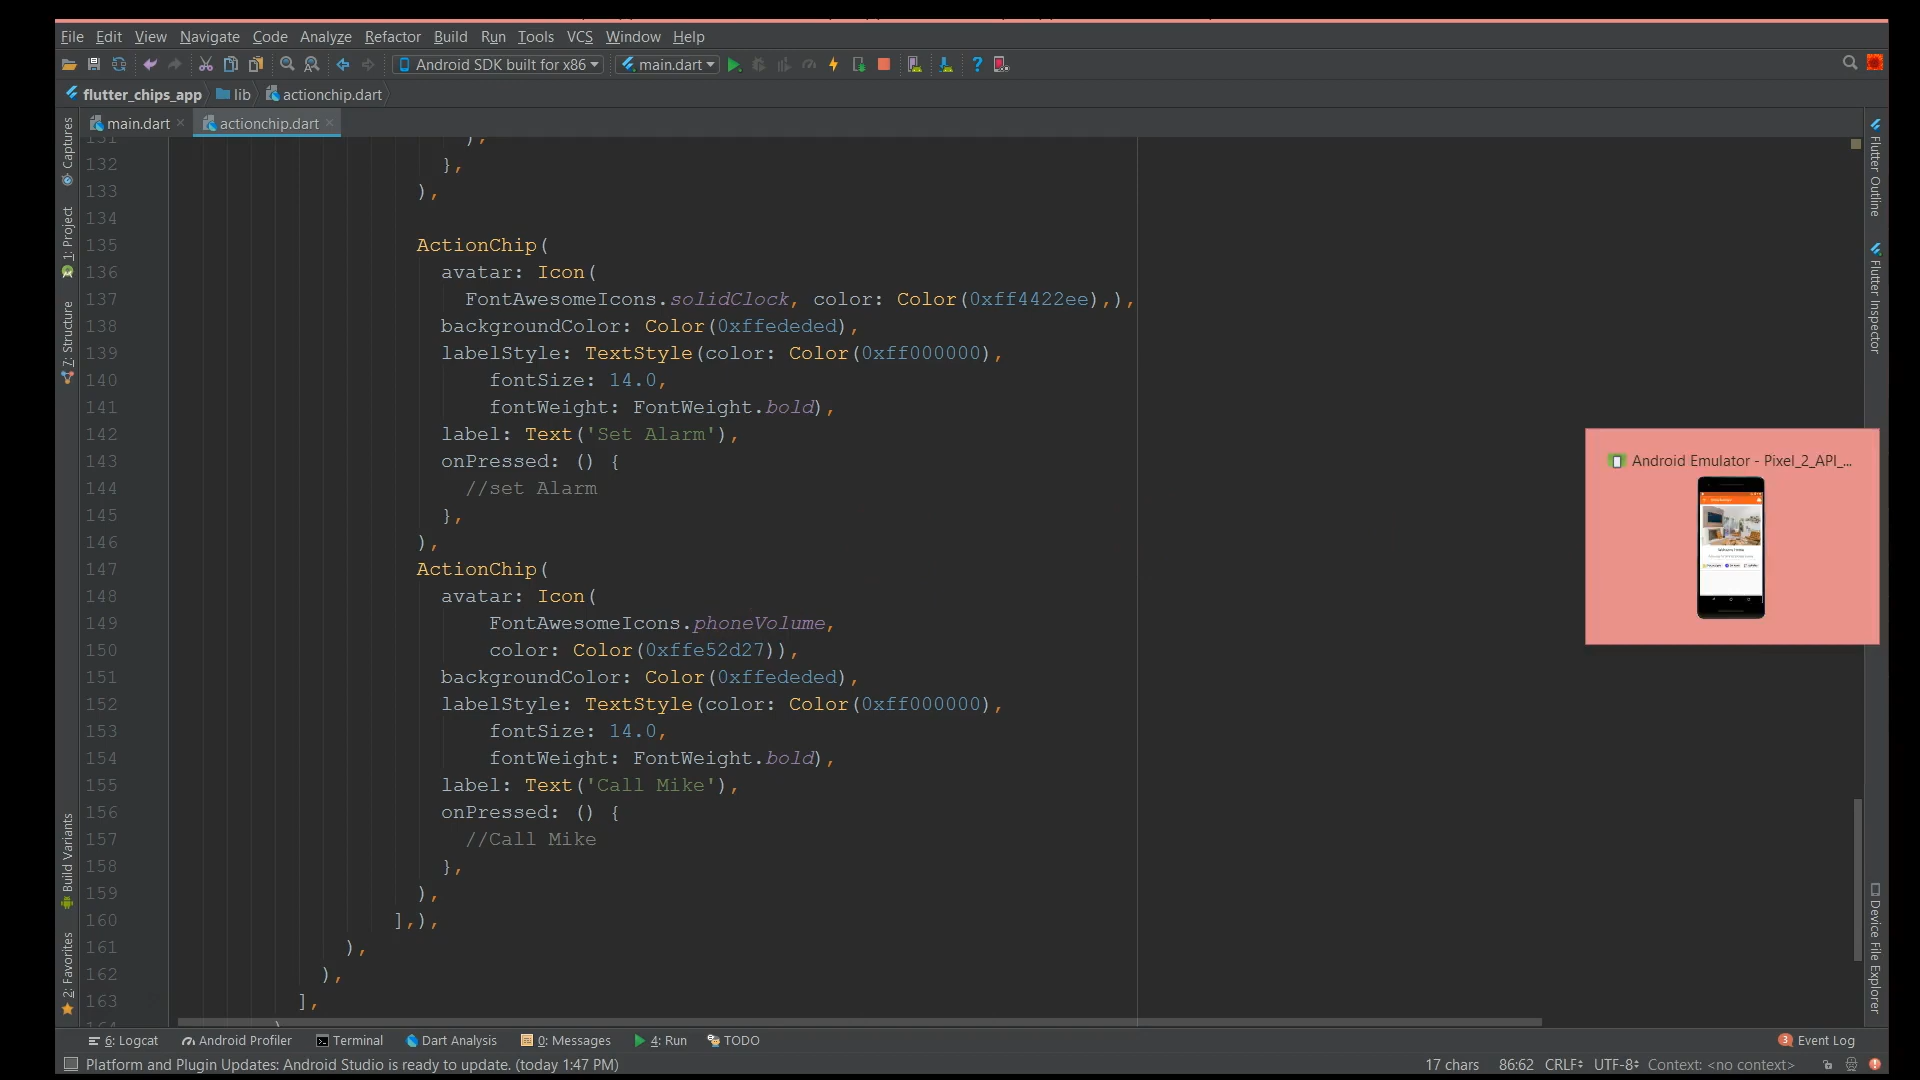 File Edit View Navigate Code Analyze Refactor Build Run Tools VCS Window Help
Android SDK built for x86 main.dart
flutter_chips_app lib actionchip.dart
main.dart actionchip.dart
131 ),
132 },
133 ),
134
135 ActionChip(
136 avatar: Icon(
137 FontAwesomeIcons.solidClock, color: Color(0xff4422ee),),
138 backgroundColor: Color(0xffededed),
139 labelStyle: TextStyle(color: Color(0xff000000),
140 fontSize: 14.0,
141 fontWeight: FontWeight.bold),
142 label: Text('Set Alarm'),
143 onPressed: () {
144 //set Alarm
145 },
146 ),
147 ActionChip(
148 avatar: Icon(
149 FontAwesomeIcons.phoneVolume,
150 color: Color(0xffe52d27)),
151 backgroundColor: Color(0xffededed),
152 labelStyle: TextStyle(color: Color(0xff000000),
153 fontSize: 14.0,
154 fontWeight: FontWeight.bold),
155 label: Text('Call Mike'),
156 onPressed: () {
157 //Call Mike
158 },
159 ),
160 ],),
161 ),
162 ),
163 ],
164 )
Captures
1: Project
7: Structure
Build Variants
2: Favorites
Flutter Outline
Flutter Inspector
Device File Explorer
Android Emulator - Pixel_2_API_...
6: Logcat Android Profiler Terminal Dart Analysis 0: Messages 4: Run TODO 3 Event Log
Platform and Plugin Updates: Android Studio is ready to update. (today 1:47 PM) 17 chars 86:62 CRLF UTF-8 Context: <no context>